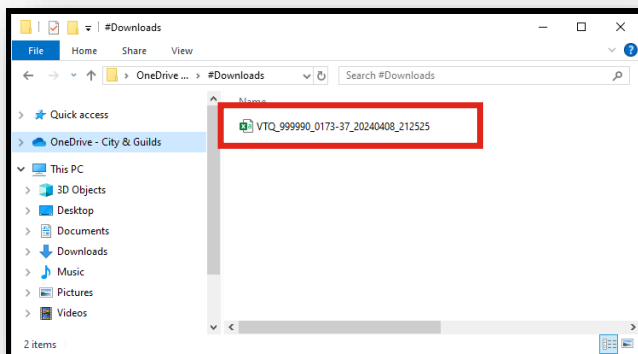 #Downloads
File Home Share View
OneDrive ... #Downloads Search #Downloads
Name
Quick access
VTQ_999990_0173-37_20240408_212525
OneDrive - City & Guilds
This PC
3D Objects
Desktop
Documents
Downloads
Music
Pictures
Videos
2 items